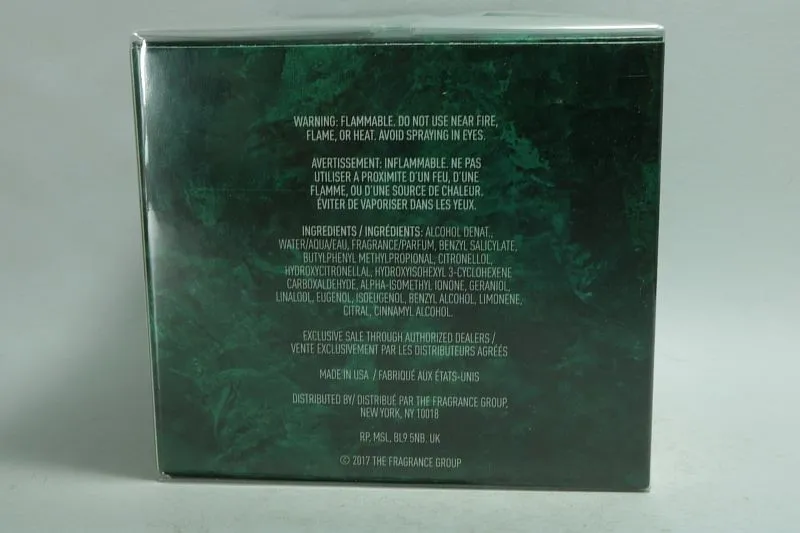 WARNING: FLAMMABLE. DO NOT USE NEAR FIRE,
FLAME, OR HEAT. AVOID SPRAYING IN EYES.
AVERTISSEMENT: INFLAMMABLE. NE PAS
UTILISER A PROXIMITE D'UN FEU, D'UNE
FLAMME, OU D'UNE SOURCE DE CHALEUR.
ÉVITER DE VAPORISER DANS LES YEUX.
INGREDIENTS / INGRÉDIENTS: ALCOHOL DENAT.,
WATER/AQUA/EAU, FRAGRANCE/PARFUM, BENZYL SALICYLATE,
BUTYLPHENYL METHYLPROPIONAL, CITRONELLOL,
HYDROXYCITRONELLAL, HYDROXYISOHEXYL 3-CYCLOHEXENE
CARBOXALDEHYDE, ALPHA-ISOMETHYL IONONE, GERANIOL,
LINALOOL, EUGENOL, ISOEUGENOL, BENZYL ALCOHOL, LIMONENE,
CITRAL, CINNAMYL ALCOHOL.
EXCLUSIVE SALE THROUGH AUTHORIZED DEALERS /
VENTE EXCLUSIVEMENT PAR LES DISTRIBUTEURS AGRÉÉS
MADE IN USA / FABRIQUÉ AUX ÉTATS-UNIS
DISTRIBUTED BY/ DISTRIBUÉ PAR THE FRAGRANCE GROUP,
NEW YORK, NY 10018
RP. MSL, BL9 5NB. UK
© 2017 THE FRAGRANCE GROUP